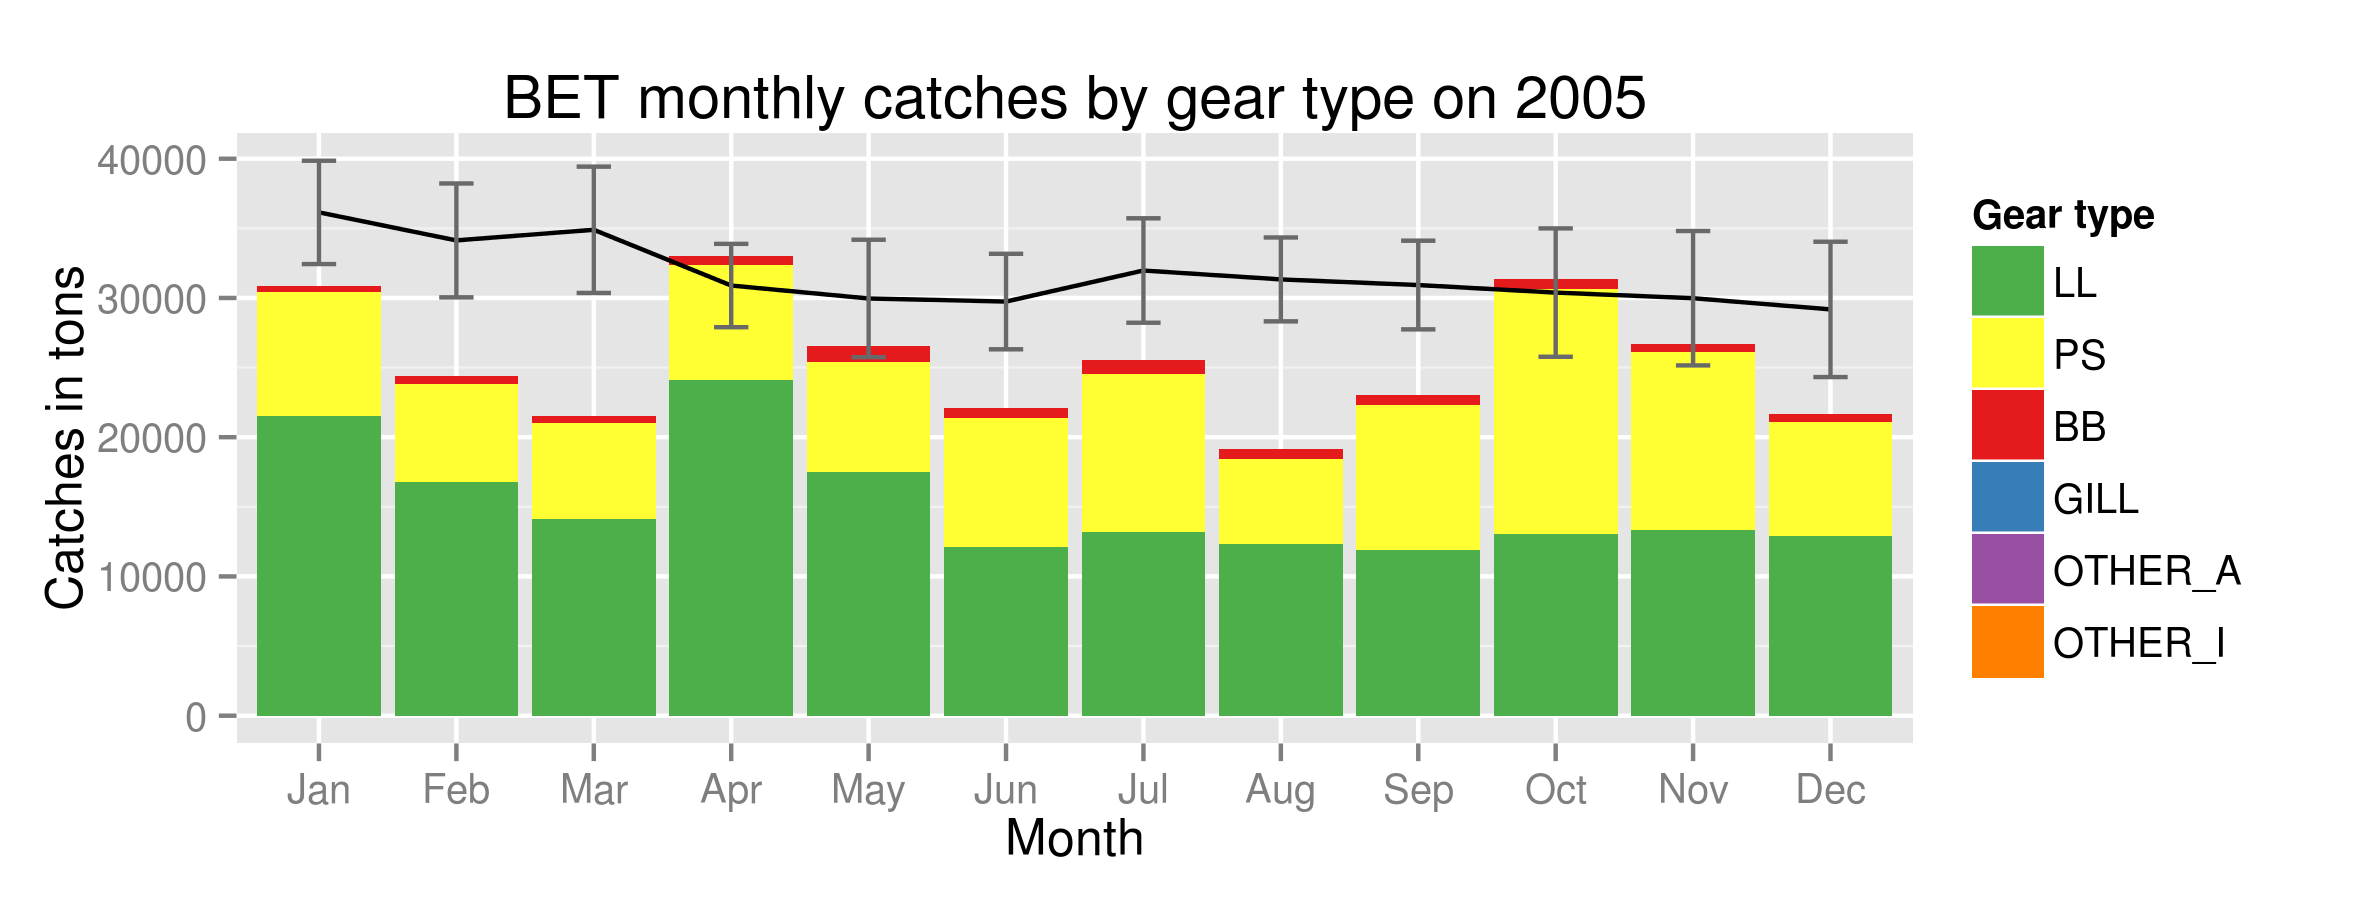 BET monthly catches by gear type on 2005
Catches in tons
40000
30000
20000
10000
0
Jan Feb Mar Apr May Jun Jul Aug Sep Oct Nov Dec
Month
Gear type
LL
PS
BB
GILL
OTHER_A
OTHER_I